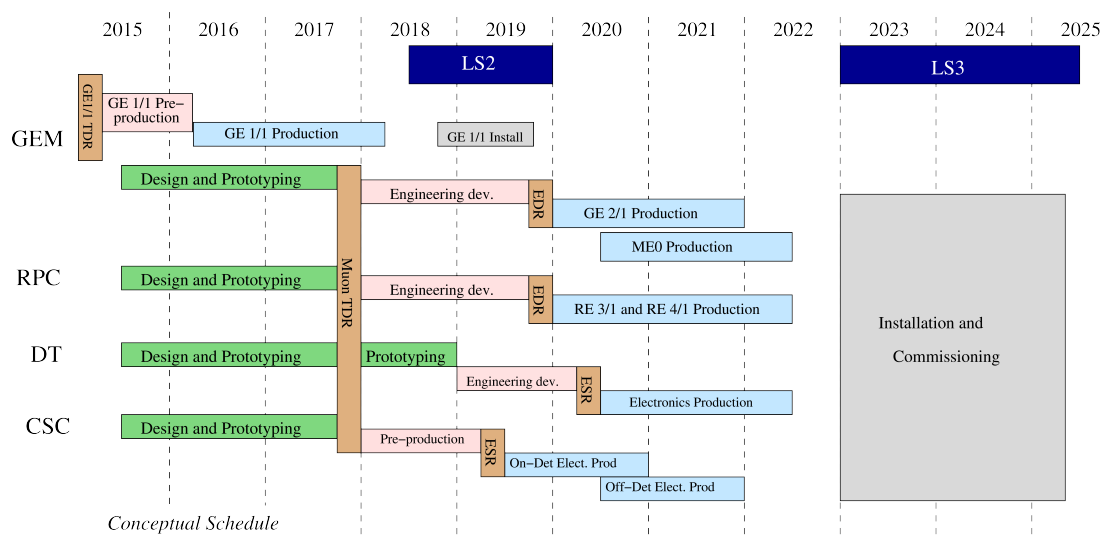 2015 2016 2017 2018 2019 2020 2021 2022 2023 2024 2025
LS2
LS3
GE1/1 TDR
GE 1/1 Pre-
production
GEM
GE 1/1 Production
GE 1/1 Install
Design and Prototyping
Engineering dev.
EDR
GE 2/1 Production
ME0 Production
Muon TDR
RPC
Design and Prototyping
Engineering dev.
EDR
RE 3/1 and RE 4/1 Production
Installation and
Commissioning
DT
Design and Prototyping
Prototyping
Engineering dev.
ESR
Electronics Production
CSC
Design and Prototyping
Pre-production
ESR
On-Det Elect. Prod
Off-Det Elect. Prod
Conceptual Schedule